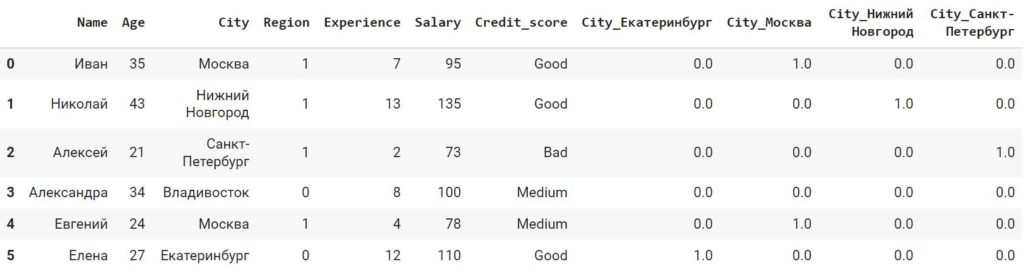 Name Age City Region Experience Salary Credit_score City_Екатеринбург City_Москва City_Нижний Новгород City_Санкт-Петербург
0 Иван 35 Москва 1 7 95 Good 0.0 1.0 0.0 0.0
1 Николай 43 Нижний Новгород 1 13 135 Good 0.0 0.0 1.0 0.0
2 Алексей 21 Санкт-Петербург 1 2 73 Bad 0.0 0.0 0.0 1.0
3 Александра 34 Владивосток 0 8 100 Medium 0.0 0.0 0.0 0.0
4 Евгений 24 Москва 1 4 78 Medium 0.0 1.0 0.0 0.0
5 Елена 27 Екатеринбург 0 12 110 Good 1.0 0.0 0.0 0.0